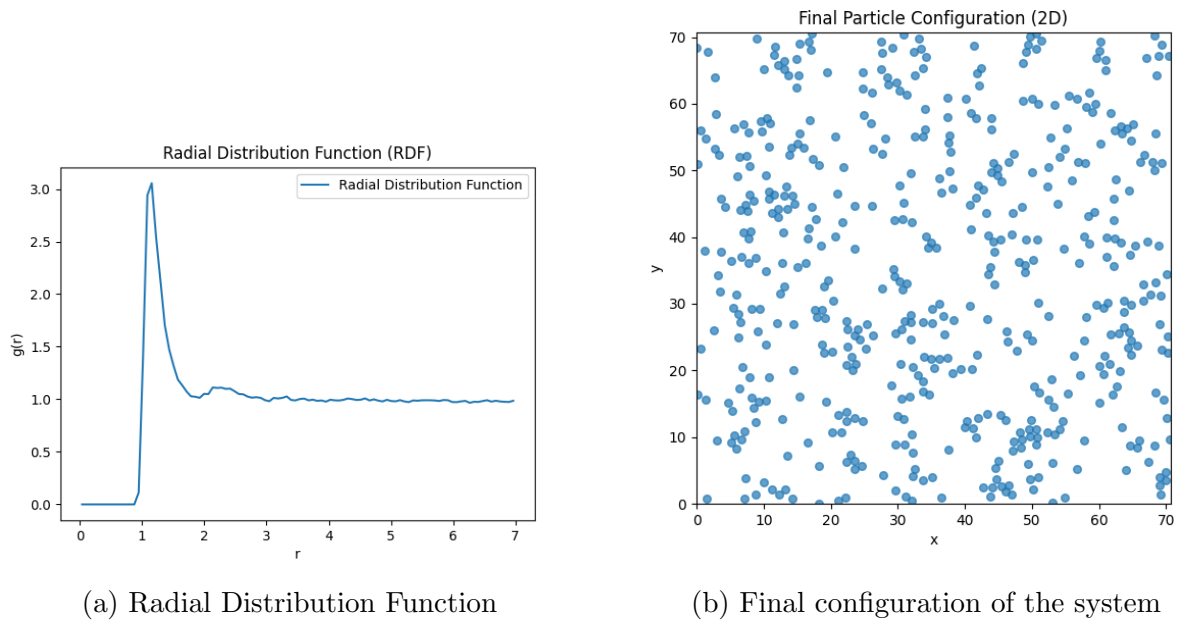 Radial Distribution Function (RDF)
Radial Distribution Function
3.0
2.5
2.0
1.5
1.0
0.5
0.0
g(r)
0 1 2 3 4 5 6 7
r
(a) Radial Distribution Function
Final Particle Configuration (2D)
70
60
50
40
30
20
10
0
y
0 10 20 30 40 50 60 70
x
(b) Final configuration of the system